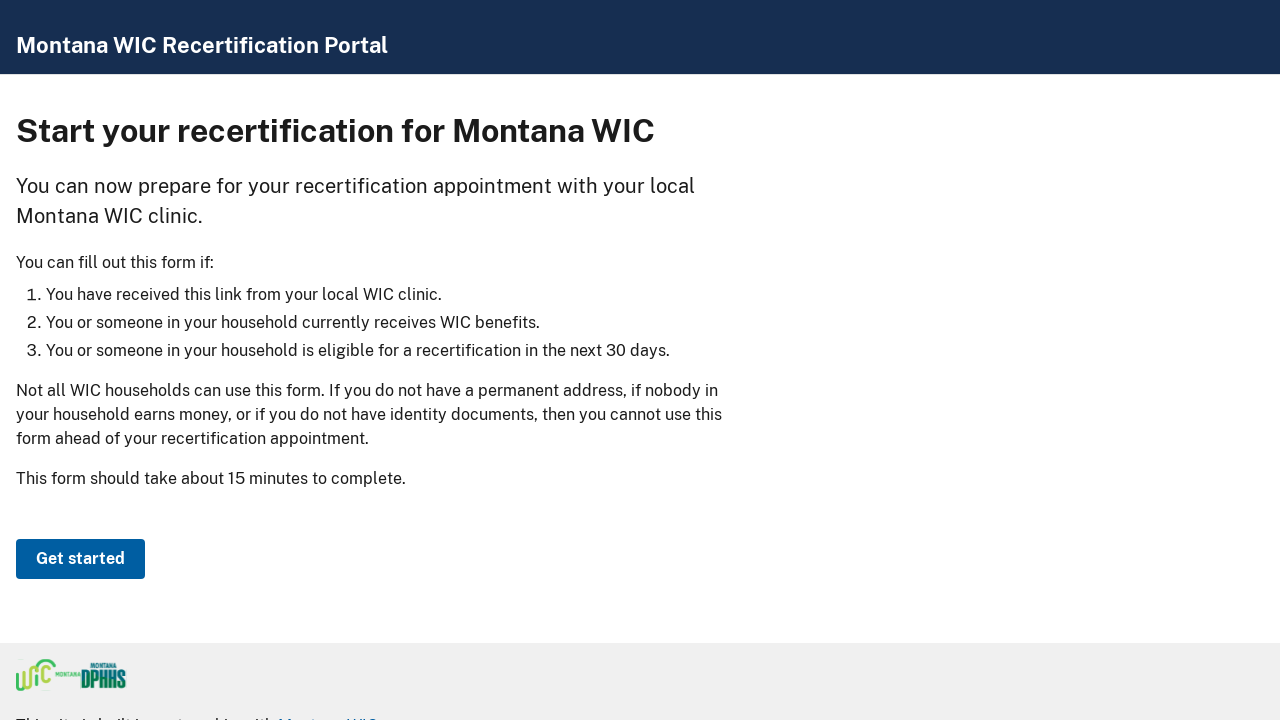 Montana WIC Recertification Portal
Start your recertification for Montana WIC
You can now prepare for your recertification appointment with your local
Montana WIC clinic.
You can fill out this form if:
1. You have received this link from your local WIC clinic.
2. You or someone in your household currently receives WIC benefits.
3. You or someone in your household is eligible for a recertification in the next 30 days.
Not all WIC households can use this form. If you do not have a permanent address, if nobody in
your household earns money, or if you do not have identity documents, then you cannot use this
form ahead of your recertification appointment.
This form should take about 15 minutes to complete.
Get started
WIC MONTANA MONTANA DPHHS